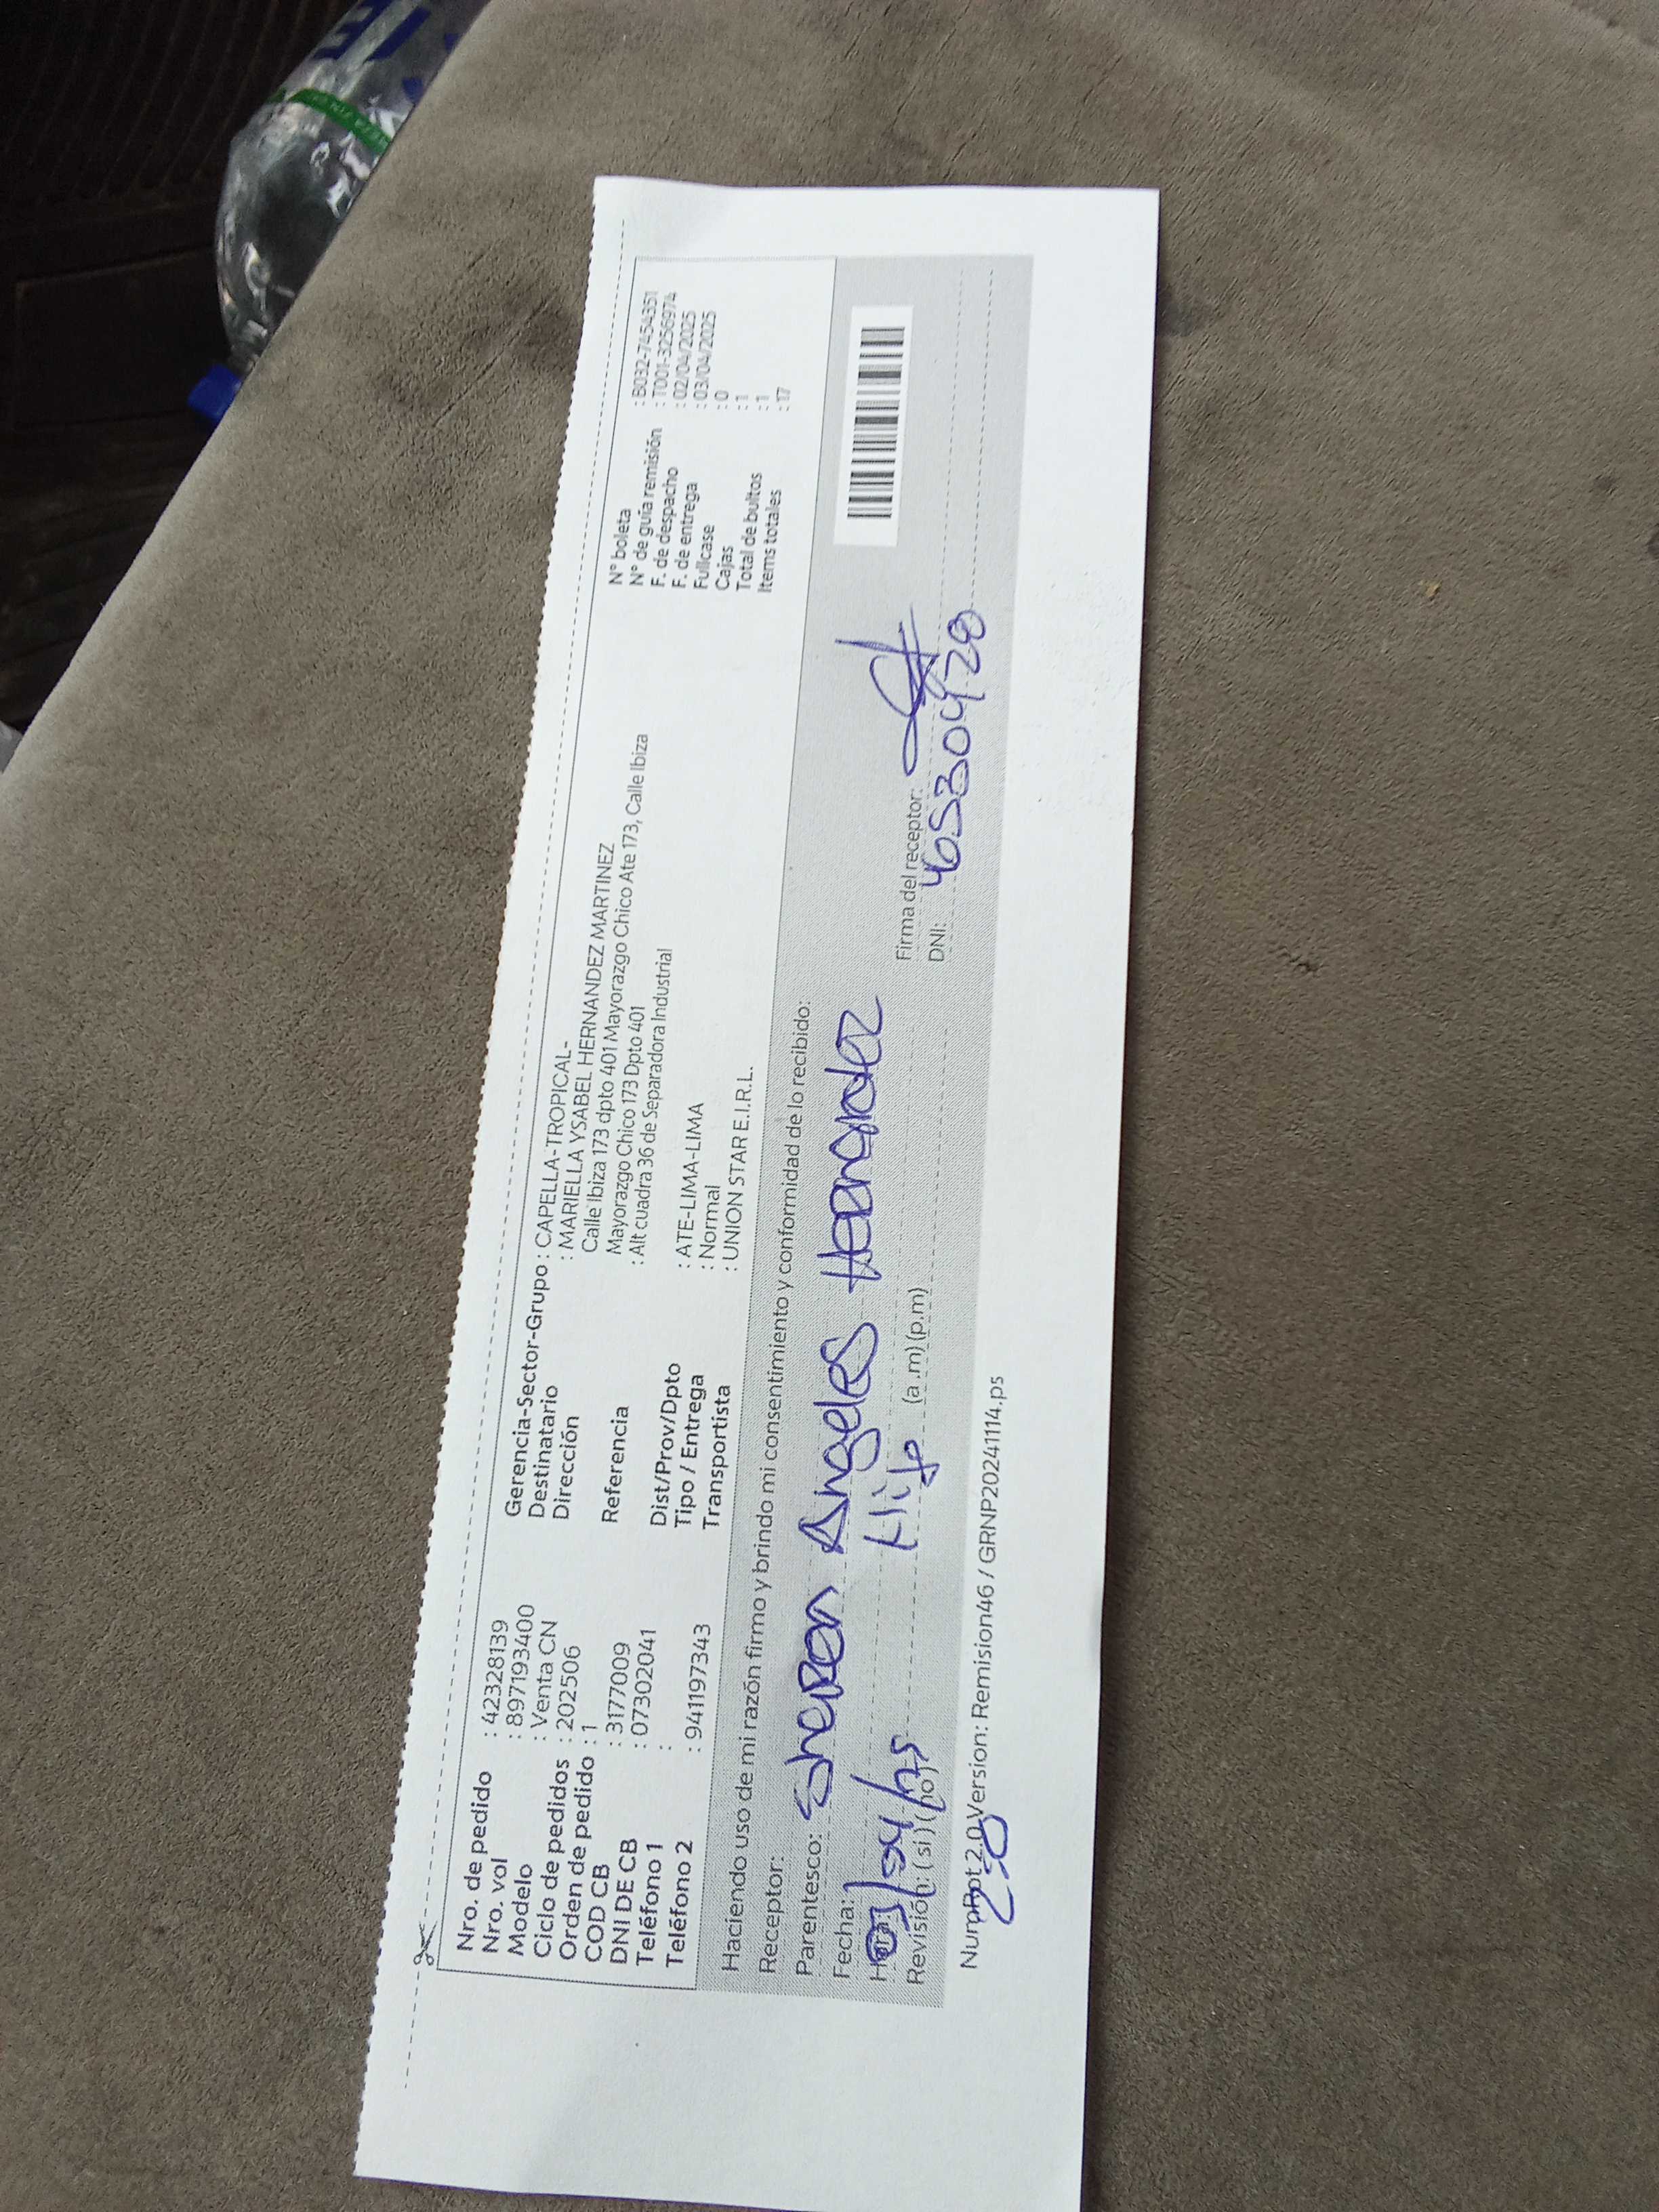 Nro. de pedido : 42328139
Nro. vol : 897193400
Modelo : Venta CN
Ciclo de pedidos : 202506
Orden de pedido : 1
COD CB : 3177009
DNI DE CB : 07302041
Teléfono 1 :
Teléfono 2 : 941197343
Gerencia-Sector-Grupo : CAPELLA-TROPICAL-
Destinatario : MARIELLA YSABEL HERNANDEZ MARTINEZ
Dirección Calle Ibiza 173 dpto 401 Mayorazgo Chico Ate 173, Calle Ibiza
Mayorazgo Chico 173 Dpto 401
Referencia : Alt cuadra 36 de Separadora Industrial
Dist/Prov/Dpto : ATE-LIMA-LIMA
Tipo / Entrega : Normal
Transportista : UNION STAR E.I.R.L.
N° boleta : B032-7454351
N° de guía remisión : T001-3256974
F. de despacho : 02/04/2025
F. de entrega : 03/04/2025
Fullcase : 0
Cajas : 1
Total de bultos : 1
Items totales : 17
Haciendo uso de mi razón firmo y brindo mi consentimiento y conformidad de lo recibido:
Receptor: Sharon Angeles Hernandez
Parentesco: Hija
Fecha: 03/04/25
Hora: (a .m) (p.m)
Revisión: (si) (no)
Firma del receptor:
DNI: 46530428
NuropRpt 2.0 Version: Remision46 / GRNP20241114.ps